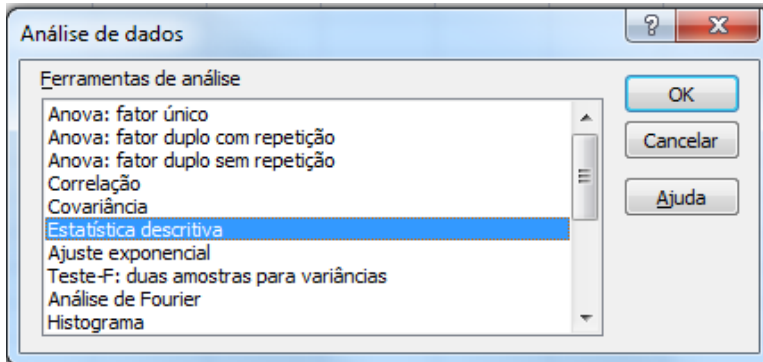 Análise de dados
Ferramentas de análise
Anova: fator único
Anova: fator duplo com repetição
Anova: fator duplo sem repetição
Correlação
Covariância
Estatística descritiva
Ajuste exponencial
Teste-F: duas amostras para variâncias
Análise de Fourier
Histograma
OK
Cancelar
Ajuda